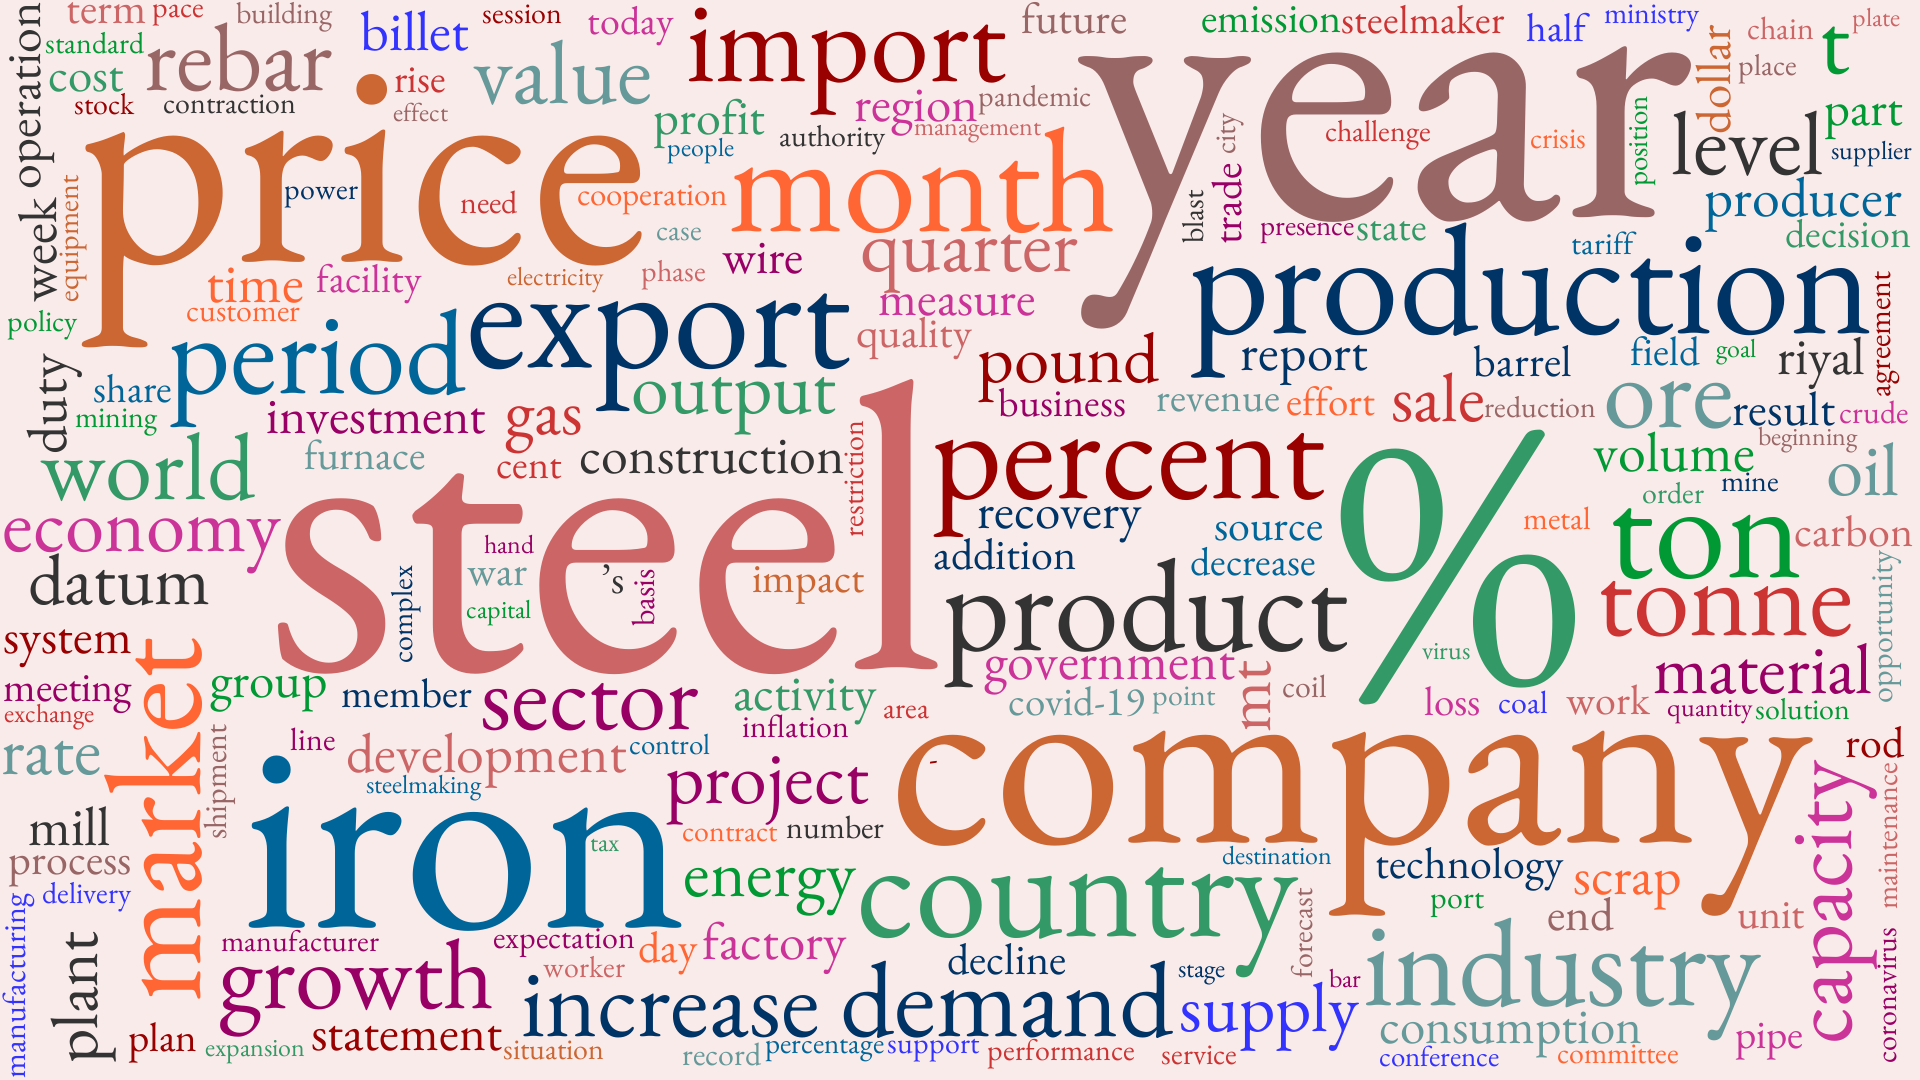 term pace building session today import future emission steelmaker half ministry chain plate
standard rebar billet value year dollar t
operation cost rise region pandemic place
stock contraction effect profit management level part
price people authority month city challenge crisis position supplier
power need cooperation trade blast producer
week equipment case quarter presence state tariff decision
time facility electricity phase wire measure production
policy customer export quality agreement
period pound report barrel field goal riyal
duty share output business revenue effort sale reduction ore result crude
mining investment gas restriction percent % beginning
world furnace cent construction volume mine oil
steel recovery order
economy hand addition source decrease metal ton carbon
datum complex war ’s basis impact product tonne opportunity
capital
system government virus material
meeting group member sector activity covid-19 point mt coil loss coal work
exchange area quantity solution
market line inflation
rate shipment development control company rod
iron steelmaking project - maintenance
mill contract number capacity
process tax energy country destination technology scrap
delivery port
manufacturing manufacturer expectation day factory forecast end unit
plant growth worker decline stage bar industry coronavirus
increase demand supply
plan expansion statement situation record percentage support performance service consumption conference committee pipe